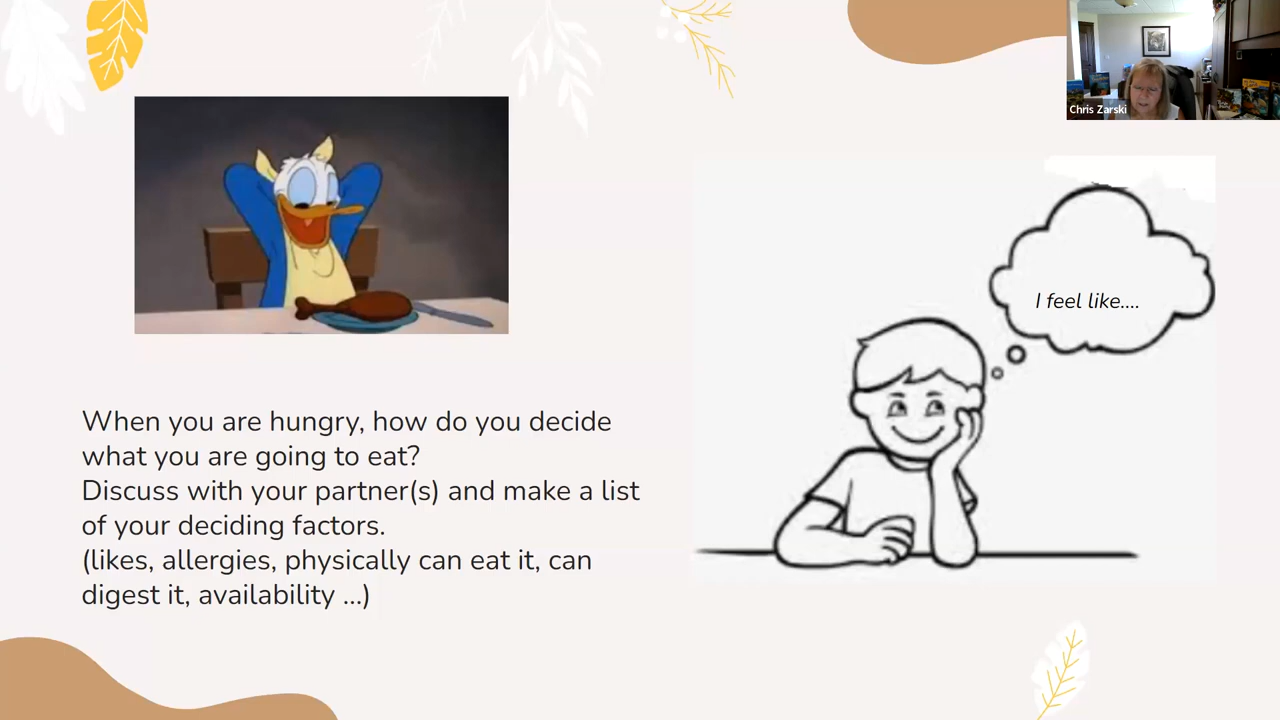 Chris Zarski
I feel like....
When you are hungry, how do you decide
what you are going to eat?
Discuss with your partner(s) and make a list
of your deciding factors.
(likes, allergies, physically can eat it, can
digest it, availability ...)